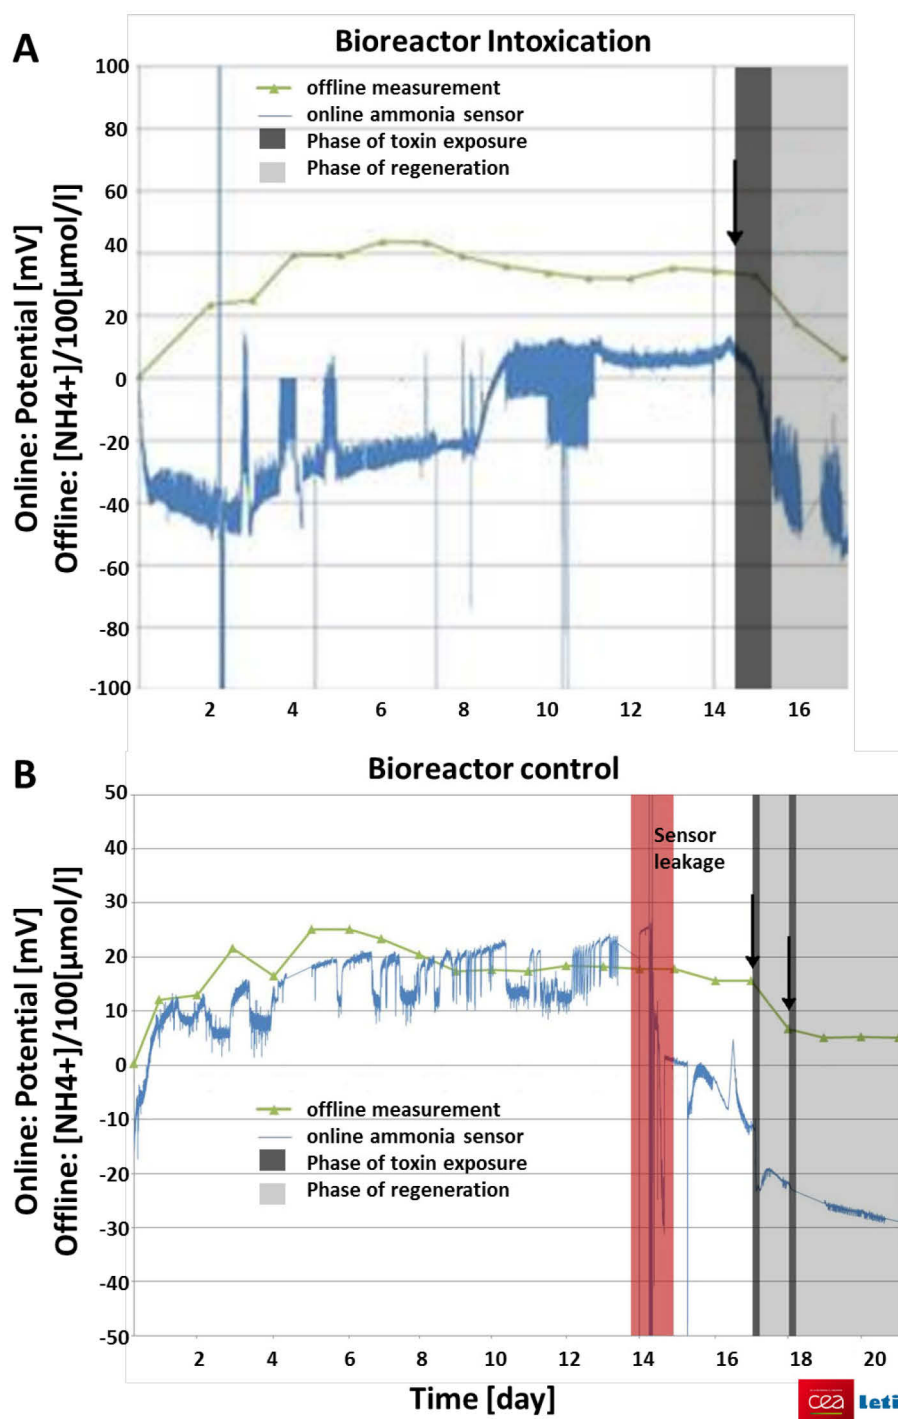 A
Bioreactor Intoxication
100
80
60
40
20
0
-20
-40
-60
-80
-100
offline measurement
online ammonia sensor
Phase of toxin exposure
Phase of regeneration
Online: Potential [mV]
Offline: [NH4+]/100[µmol/l]
2 4 6 8 10 12 14 16
B
Bioreactor control
50
40
30
20
10
0
-10
-20
-30
-40
-50
Sensor
leakage
offline measurement
online ammonia sensor
Phase of toxin exposure
Phase of regeneration
Online: Potential [mV]
Offline: [NH4+]/100[µmol/l]
2 4 6 8 10 12 14 16 18 20
Time [day]
cea leti